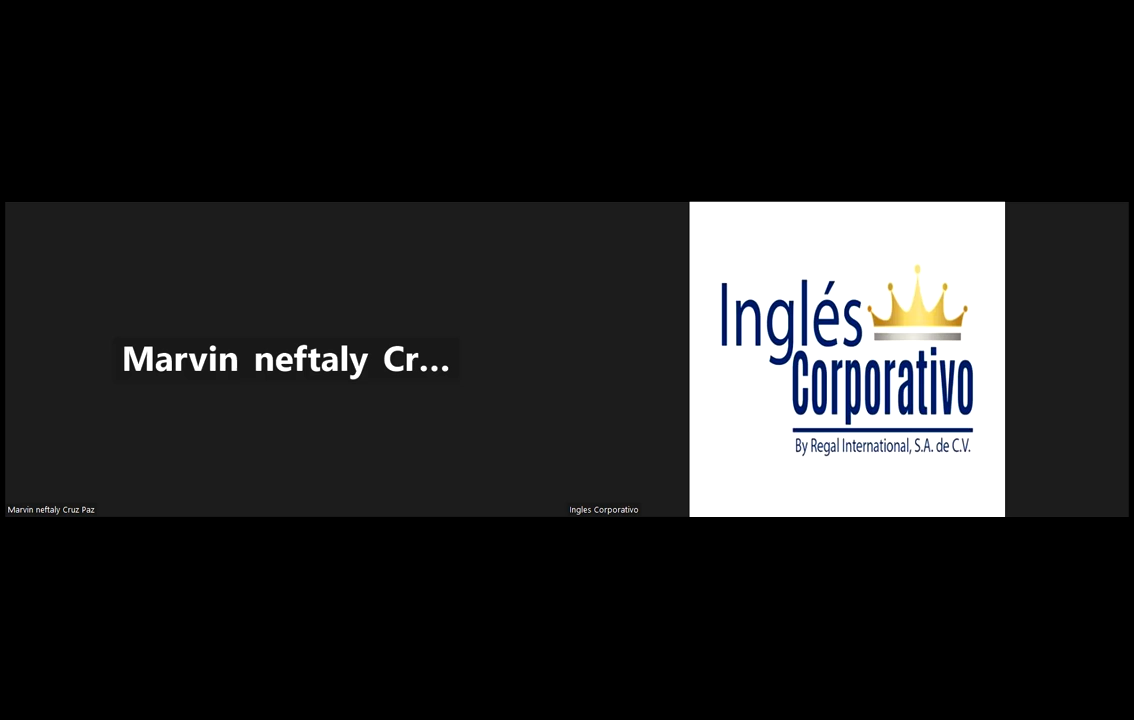 Marvin neftaly Cr...
Inglés
Corporativo
By Regal International, S.A. de C.V.
Marvin neftaly Cruz Paz
Ingles Corporativo